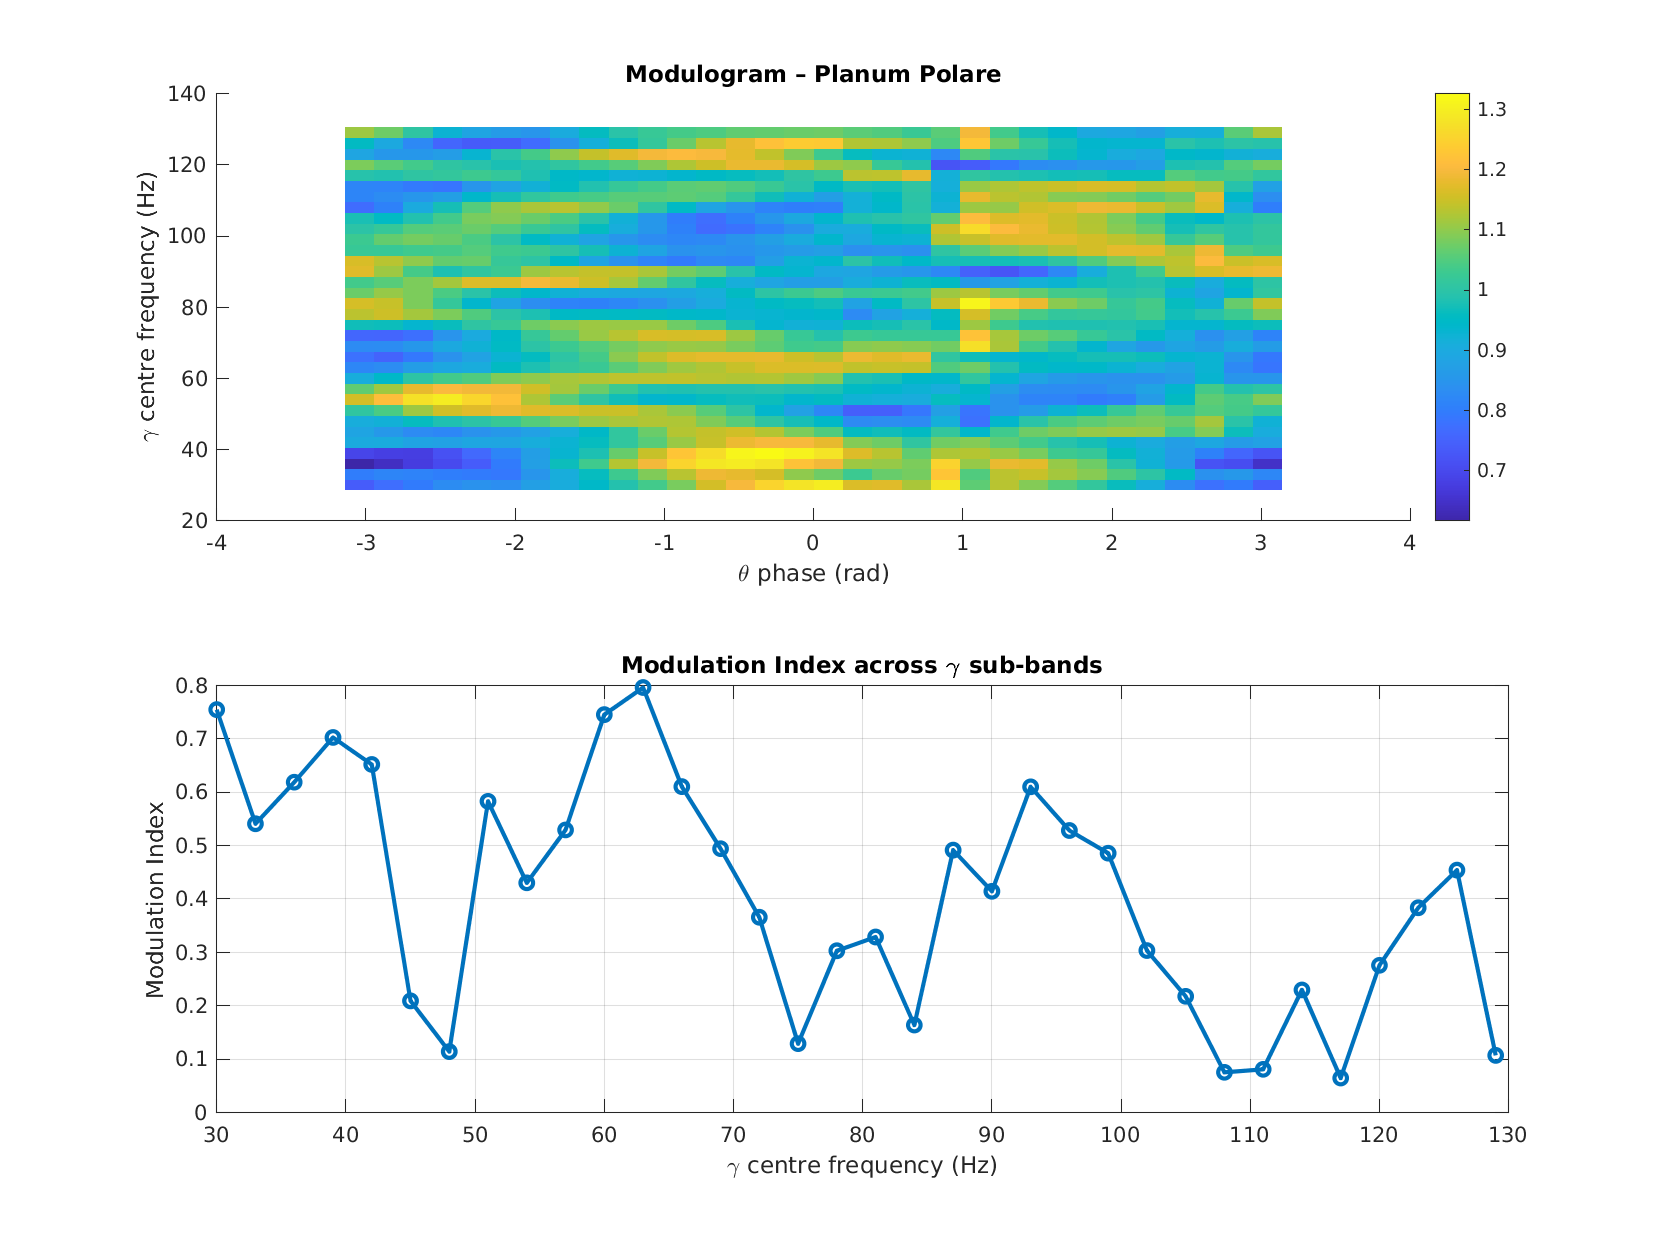 Modulogram – Planum Polare
140
120
100
80
60
40
20
γ centre frequency (Hz)
-4 -3 -2 -1 0 1 2 3 4
θ phase (rad)
1.3
1.2
1.1
1
0.9
0.8
0.7
Modulation Index across γ sub-bands
0.8
0.7
0.6
0.5
0.4
0.3
0.2
0.1
0
Modulation Index
30 40 50 60 70 80 90 100 110 120 130
γ centre frequency (Hz)